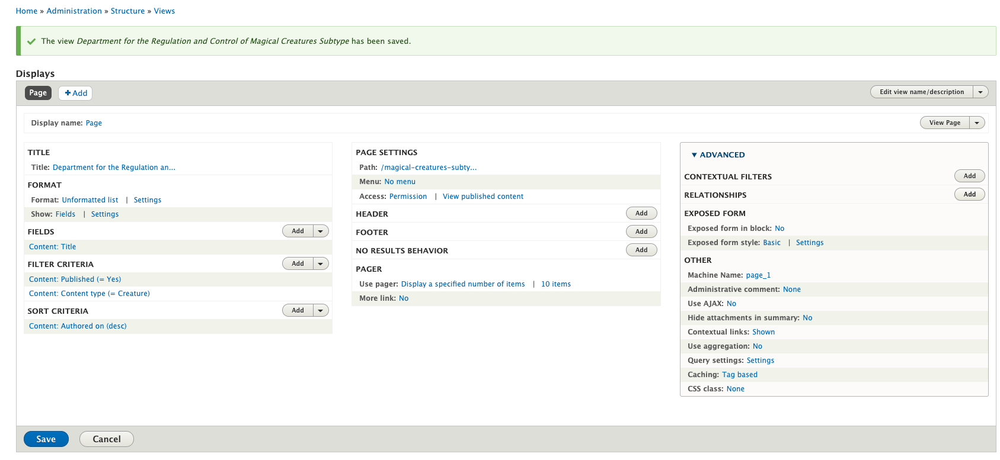 Home » Administration » Structure » Views
The view Department for the Regulation and Control of Magical Creatures Subtype has been saved.
Displays
Page
Add
Edit view name/description
Display name: Page
View Page
TITLE
Title: Department for the Regulation an...
FORMAT
Format: Unformatted list | Settings
Show: Fields | Settings
FIELDS
Add
Content: Title
FILTER CRITERIA
Add
Content: Published (= Yes)
Content: Content type (= Creature)
SORT CRITERIA
Add
Content: Authored on (desc)
PAGE SETTINGS
Path: /magical-creatures-subty...
Menu: No menu
Access: Permission | View published content
HEADER
Add
FOOTER
Add
NO RESULTS BEHAVIOR
Add
PAGER
Use pager: Display a specified number of items | 10 items
More link: No
ADVANCED
CONTEXTUAL FILTERS
Add
RELATIONSHIPS
Add
EXPOSED FORM
Exposed form in block: No
Exposed form style: Basic | Settings
OTHER
Machine Name: page_1
Administrative comment: None
Use AJAX: No
Hide attachments in summary: No
Contextual links: Shown
Use aggregation: No
Query settings: Settings
Caching: Tag based
CSS class: None
Save
Cancel